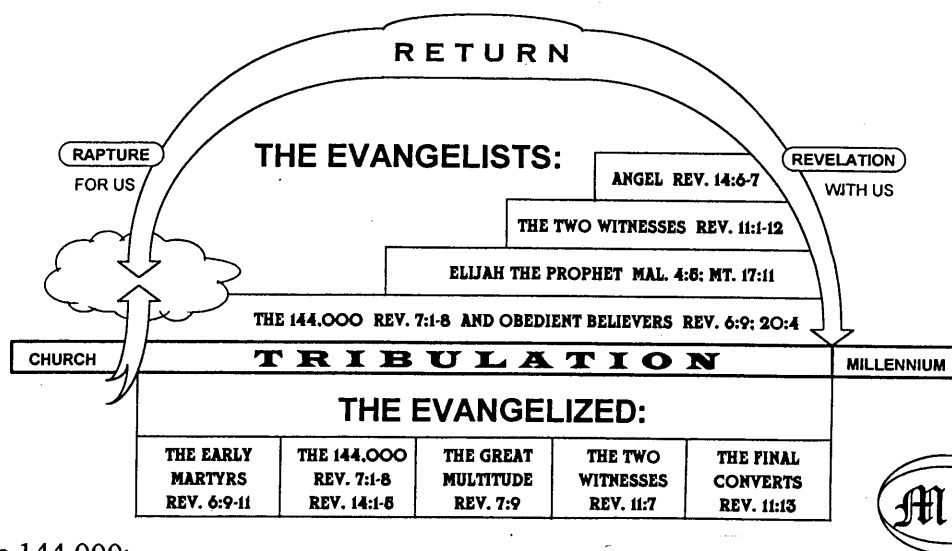 RETURN
RAPTURE
FOR US
THE EVANGELISTS:
REVELATION
WITH US
ANGEL REV. 14:6-7
THE TWO WITNESSES REV. 11:1-12
ELIJAH THE PROPHET MAL. 4:5; MT. 17:11
THE 144,000 REV. 7:1-8 AND OBEDIENT BELIEVERS REV. 6:9; 20:4
CHURCH
TRIBULATION
MILLENNIUM
THE EVANGELIZED:
THE EARLY
MARTYRS
REV. 6:9-11
THE 144,000
REV. 7:1-8
REV. 14:1-5
THE GREAT
MULTITUDE
REV. 7:9
THE TWO
WITNESSES
REV. 11:7
THE FINAL
CONVERTS
REV. 11:13
M
144,000: